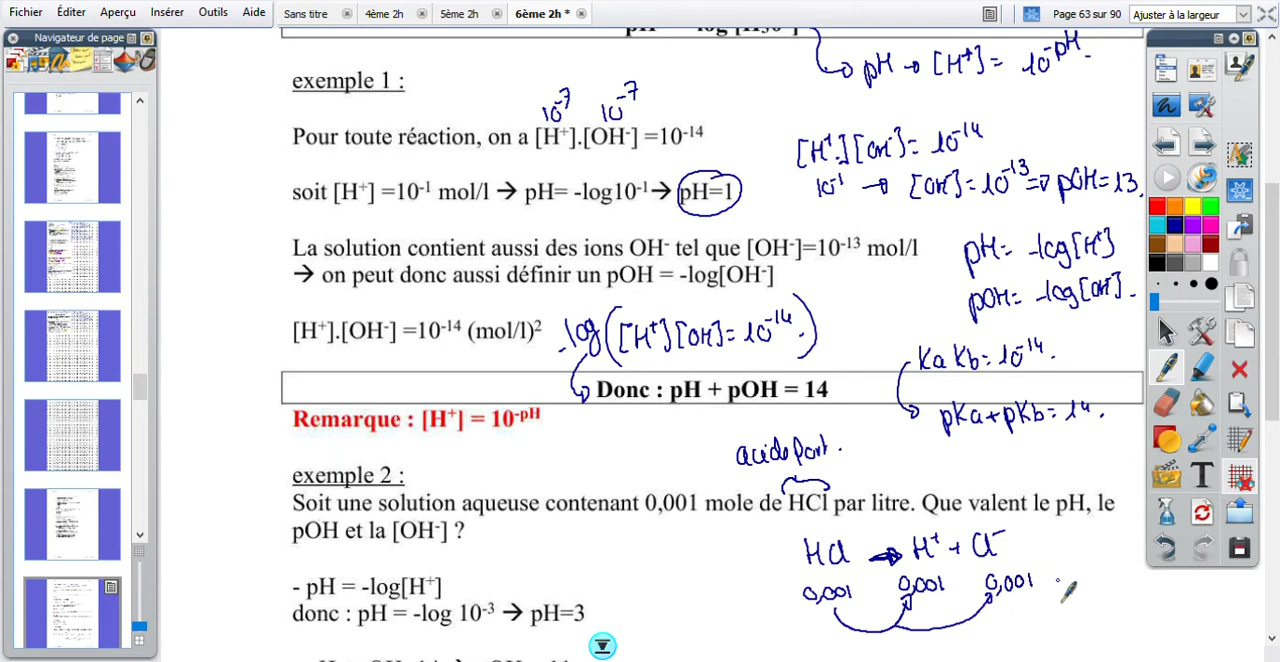 Fichier Éditer Aperçu Insérer Outils Aide
Sans titre 4ème 2h 5ème 2h 6ème 2h *
Page 63 sur 90
Ajuster à la largeur
Navigateur de page
exemple 1 :
pH → [H⁺] = 10^-pH.
10⁻⁷ 10⁻⁷
Pour toute réaction, on a [H⁺].[OH⁻] =10⁻¹⁴
[H⁺.][OH⁻] = 10⁻¹⁴
soit [H⁺] =10⁻¹ mol/l → pH= -log10⁻¹→ pH=1
10⁻¹ → [OH⁻] = 10⁻¹³ => pOH = 13.
La solution contient aussi des ions OH⁻ tel que [OH⁻]=10⁻¹³ mol/l
→ on peut donc aussi définir un pOH = -log[OH⁻]
pH = -log[H⁺]
pOH = -log[OH⁻].
[H⁺].[OH⁻] =10⁻¹⁴ (mol/l)²
-log([H⁺][OH] = 10⁻¹⁴.)
Ka Kb = 10⁻¹⁴.
Donc : pH + pOH = 14
pKa + pKb = 14.
Remarque : [H⁺] = 10^-pH
acide fort.
exemple 2 :
Soit une solution aqueuse contenant 0,001 mole de HCl par litre. Que valent le pH, le
pOH et la [OH⁻] ?
HCl → H⁺ + Cl⁻
0,001 0,001 0,001
- pH = -log[H⁺]
donc : pH = -log 10⁻³ → pH=3